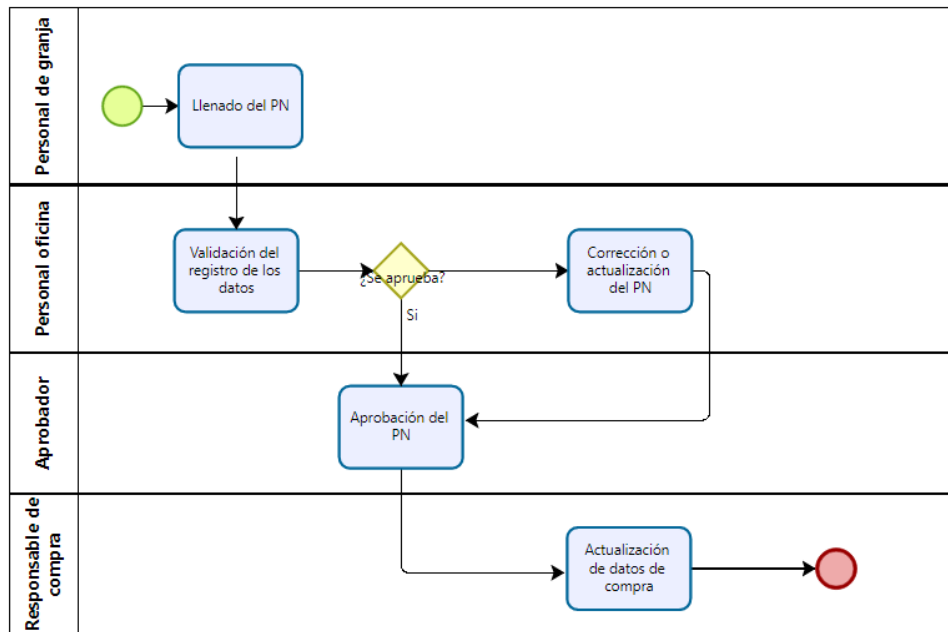 Personal de granja
Llenado del PN
Personal oficina
Validación del
registro de los
datos
¿Se aprueba?
Si
Corrección o
actualización
del PN
Aprobador
Aprobación del
PN
Responsable de
compra
Actualización
de datos de
compra